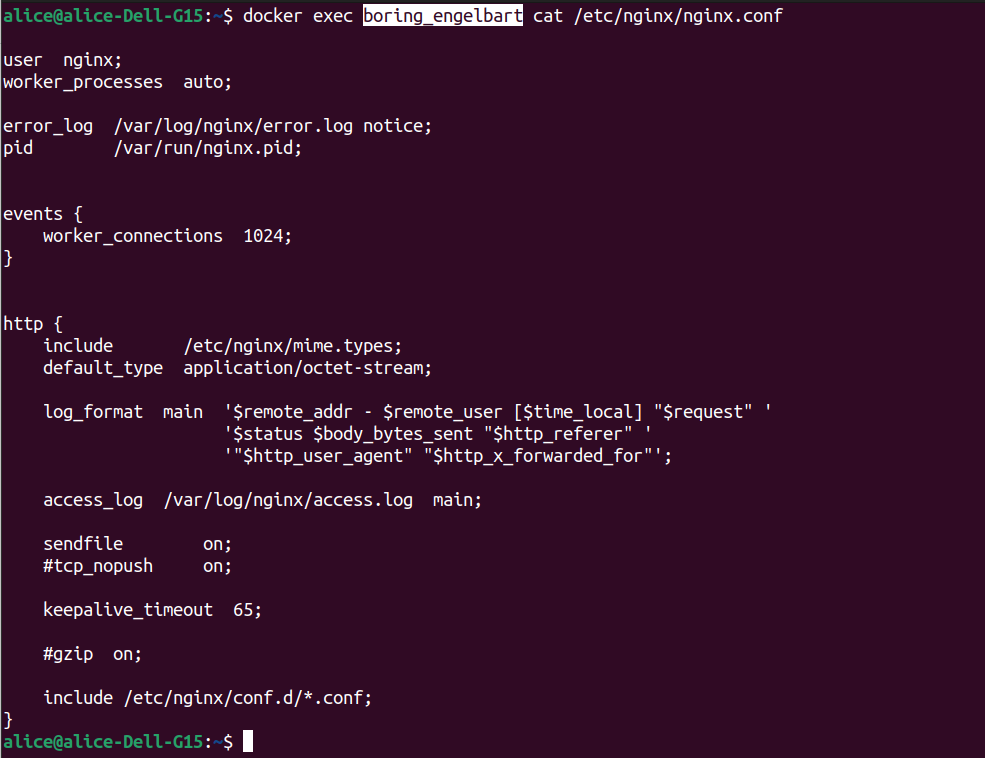 alice@alice-Dell-G15:~$ docker exec boring_engelbart cat /etc/nginx/nginx.conf

user  nginx;
worker_processes  auto;

error_log  /var/log/nginx/error.log notice;
pid        /var/run/nginx.pid;


events {
    worker_connections  1024;
}


http {
    include       /etc/nginx/mime.types;
    default_type  application/octet-stream;

    log_format  main  '$remote_addr - $remote_user [$time_local] "$request" '
                      '$status $body_bytes_sent "$http_referer" '
                      '"$http_user_agent" "$http_x_forwarded_for"';

    access_log  /var/log/nginx/access.log  main;

    sendfile        on;
    #tcp_nopush     on;

    keepalive_timeout  65;

    #gzip  on;

    include /etc/nginx/conf.d/*.conf;
}
alice@alice-Dell-G15:~$